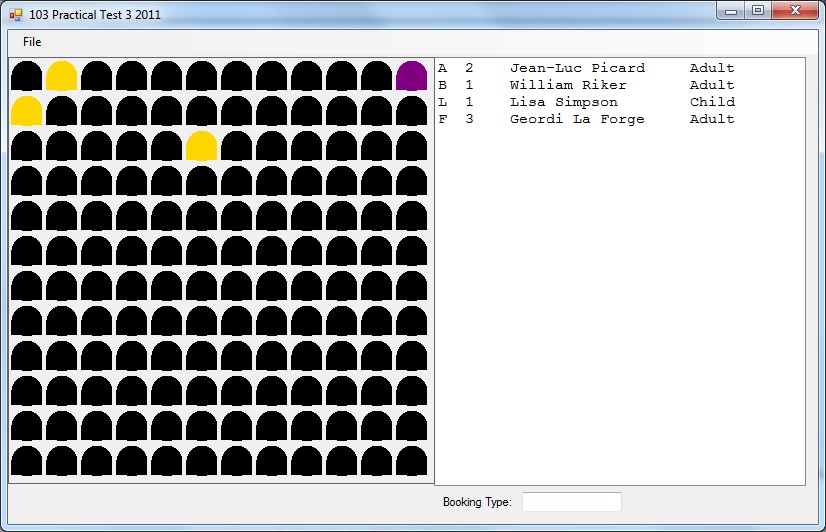 103 Practical Test 3 2011
File
A 2 Jean-Luc Picard Adult
B 1 William Riker Adult
L 1 Lisa Simpson Child
F 3 Geordi La Forge Adult
Booking Type: